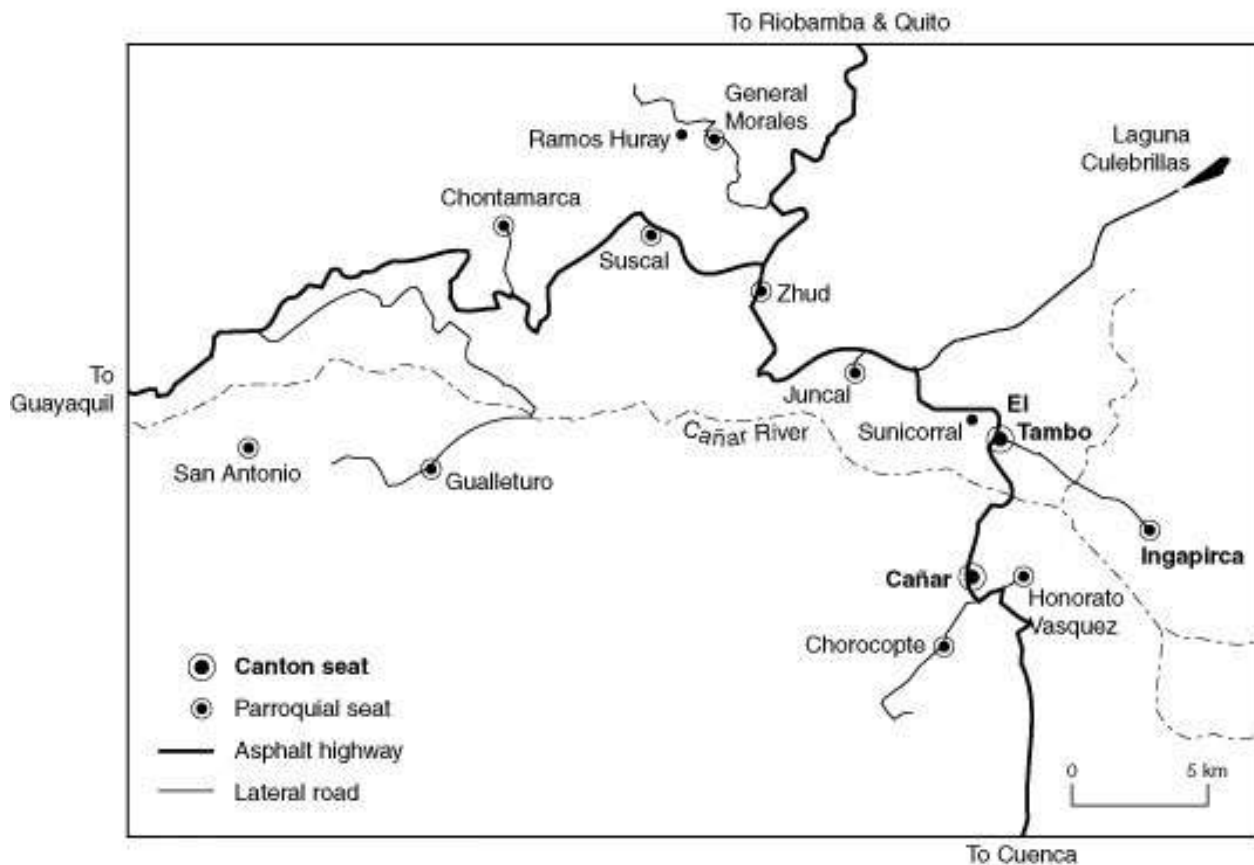 To Riobamba & Quito
General
Morales
Ramos Huray
Laguna
Culebrillas
Chontamarca
Suscal
Zhud
To
Guayaquil
Juncal
El
Tambo
Sunicorral
Cañar River
San Antonio
Gualleturo
Ingapirca
Cañar
Honorato
Vasquez
Chorocopte
Canton seat
Parroquial seat
Asphalt highway
Lateral road
0 5 km
To Cuenca